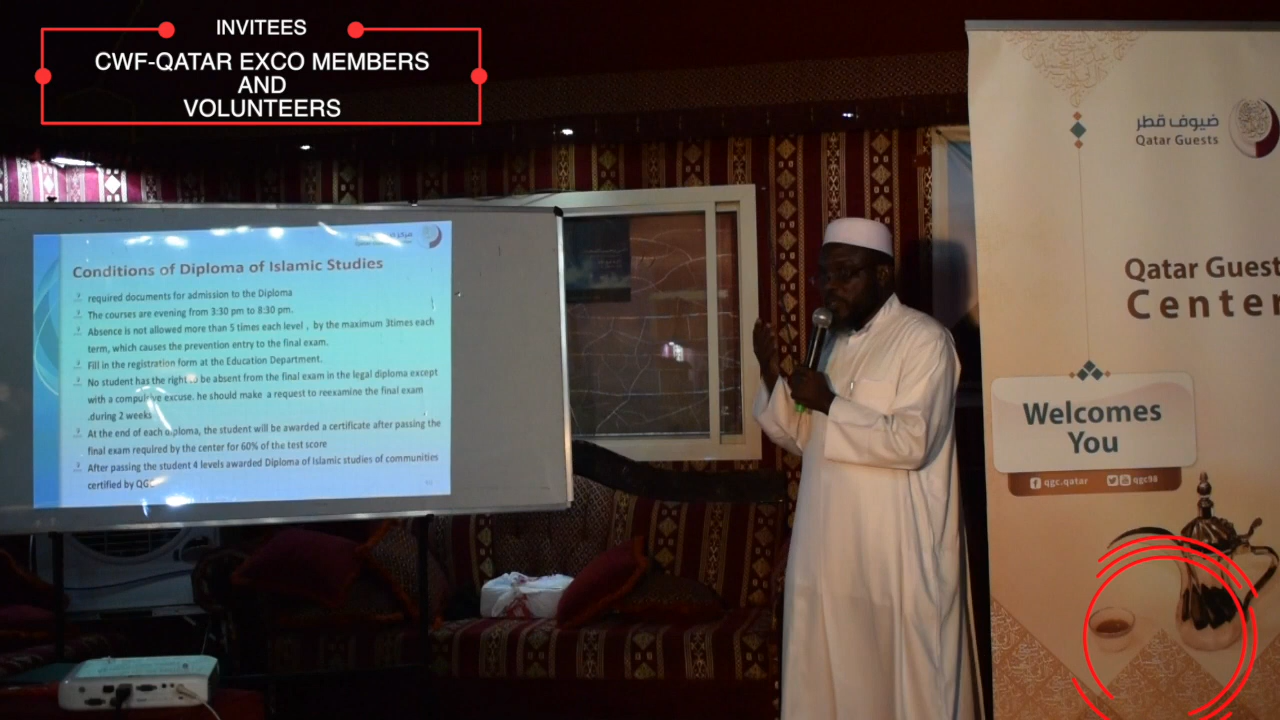 INVITEES
CWF-QATAR EXCO MEMBERS
AND
VOLUNTEERS
Conditions of Diploma of Islamic Studies
required documents for admission to the Diploma
The courses are evening from 3:30 pm to 8:30 pm.
Absence is not allowed more than 5 times each level , by the maximum 3times each
term, which causes the prevention entry to the final exam.
Fill in the registration form at the Education Department.
No student has the right to be absent from the final exam in the legal diploma except
with a compulsive excuse. he should make a request to reexamine the final exam
.during 2 weeks
At the end of each diploma, the student will be awarded a certificate after passing the
final exam required by the center for 60% of the test score
After passing the student 4 levels awarded Diploma of Islamic studies of communities
certified by QGC
ضيوف قطر
Qatar Guests
Qatar Guest
Center
Welcomes
You
qgc.qatar qgc98